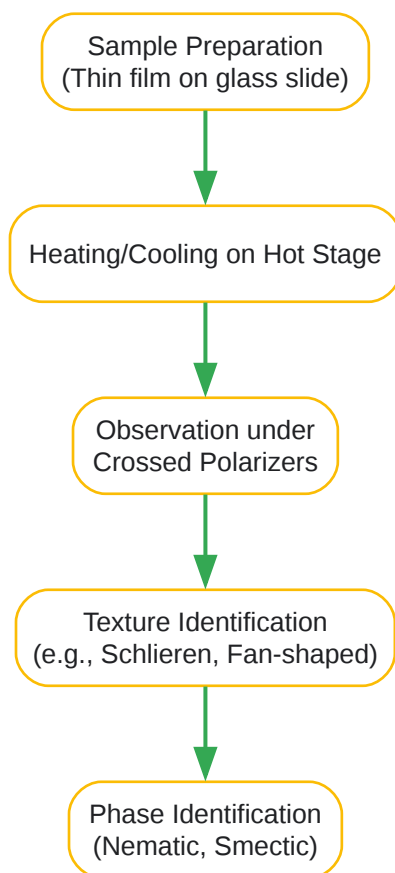 Sample Preparation
(Thin film on glass slide)
Heating/Cooling on Hot Stage
Observation under
Crossed Polarizers
Texture Identification
(e.g., Schlieren, Fan-shaped)
Phase Identification
(Nematic, Smectic)